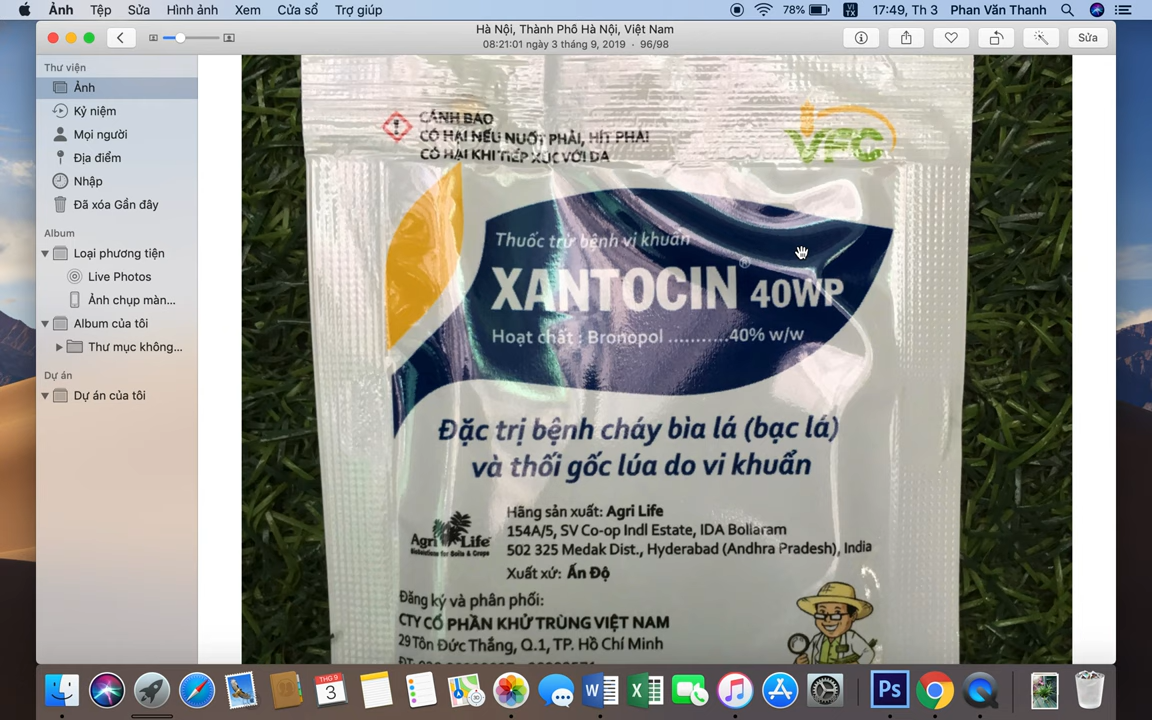 Ảnh Tệp Sửa Hình ảnh Xem Cửa sổ Trợ giúp 78% VI TX 17:49, Th 3 Phan Văn Thanh
Hà Nội, Thành Phố Hà Nội, Việt Nam
08:21:01 ngày 3 tháng 9, 2019 · 96/98
Sửa
Thư viện
Ảnh
Kỷ niệm
Mọi người
Địa điểm
Nhập
Đã xóa Gần đây
Album
Loại phương tiện
Live Photos
Ảnh chụp màn...
Album của tôi
Thư mục không...
Dự án
Dự án của tôi
CẢNH BÁO
CÓ HẠI NẾU NUỐT PHẢI, HÍT PHẢI
CÓ HẠI KHI TIẾP XÚC VỚI DA
VFC
Thuốc trừ bệnh vi khuẩn
XANTOCIN® 40WP
Hoạt chất : Bronopol ...........40% w/w
Đặc trị bệnh cháy bìa lá (bạc lá)
và thối gốc lúa do vi khuẩn
Agri Life
Hãng sản xuất: Agri Life
154A/5, SV Co-op Indl Estate, IDA Bollaram
502 325 Medak Dist., Hyderabad (Andhra Pradesh), India
Xuất xứ: Ấn Độ
Đăng ký và phân phối:
CTY CỔ PHẦN KHỬ TRÙNG VIỆT NAM
29 Tôn Đức Thắng, Q.1, TP. Hồ Chí Minh
THG 9
3
W
X
Ps